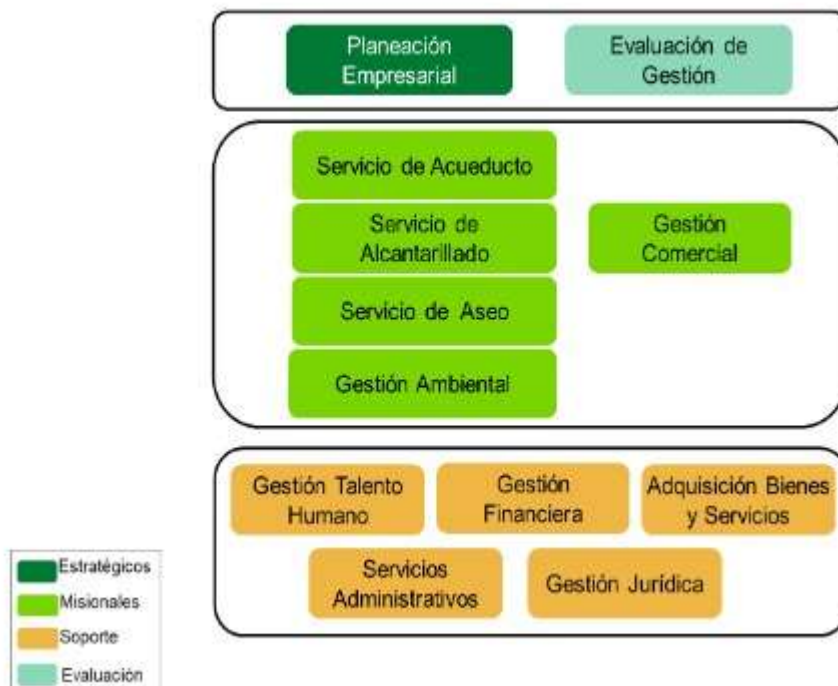 Planeación
Empresarial
Evaluación de
Gestión
Servicio de Acueducto
Servicio de
Alcantarillado
Gestión
Comercial
Servicio de Aseo
Gestión Ambiental
Gestión Talento
Humano
Gestión
Financiera
Adquisición Bienes
y Servicios
Servicios
Administrativos
Gestión Jurídica
Estratégicos
Misionales
Soporte
Evaluación